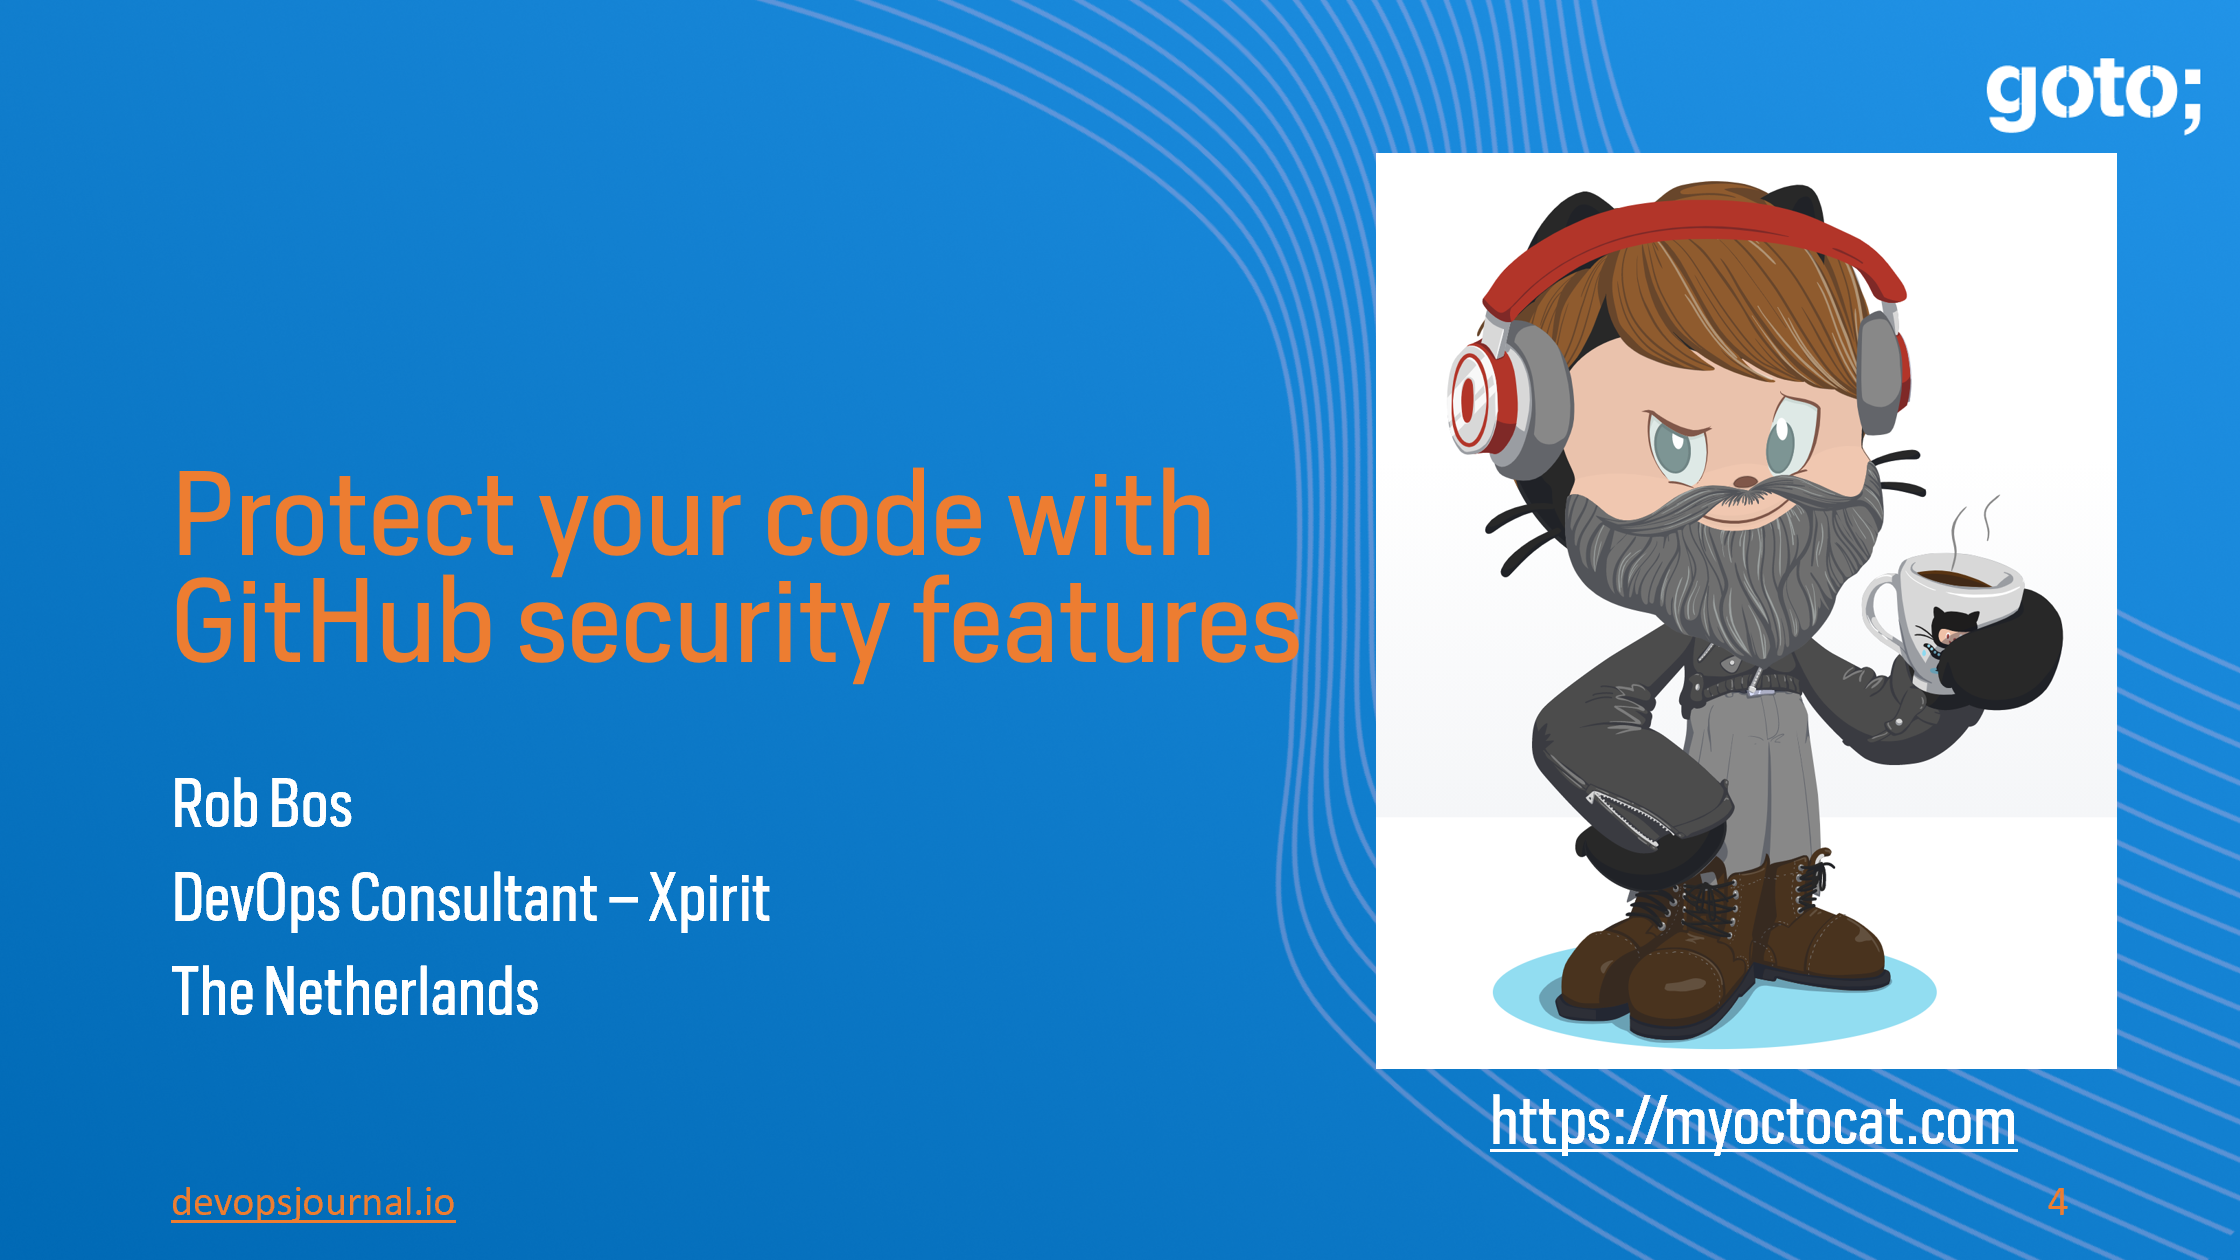 goto;
Protect your code with
GitHub security features
Rob Bos
DevOps Consultant – Xpirit
The Netherlands
https://myoctocat.com
devopsjournal.io
4